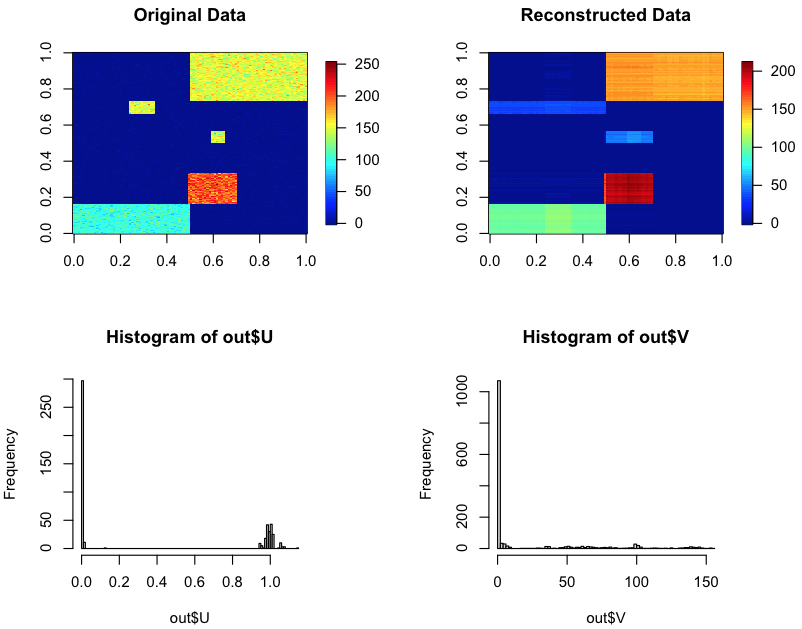 Original Data
Reconstructed Data
1.0
0.8
0.6
0.4
0.2
0.0
0.0 0.2 0.4 0.6 0.8 1.0
250
200
150
100
50
0
1.0
0.8
0.6
0.4
0.2
0.0
0.0 0.2 0.4 0.6 0.8 1.0
200
150
100
50
0
Histogram of out$U
Histogram of out$V
Frequency
250
150
50
0
0.0 0.2 0.4 0.6 0.8 1.0
out$U
Frequency
1000
600
200
0
0 50 100 150
out$V